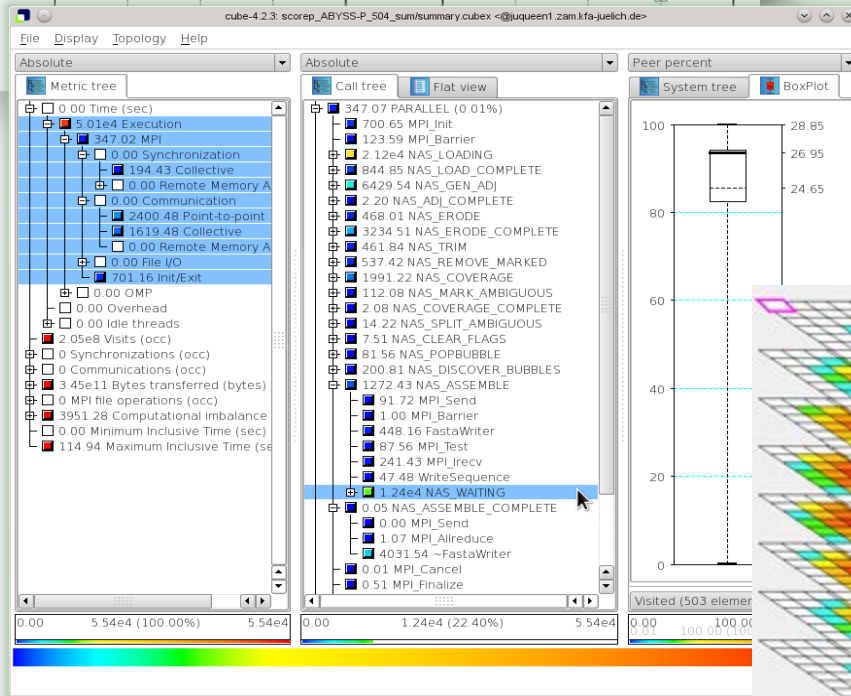 cube-4.2.3: scorep_ABYSS-P_504_sum/summary.cubex <@juqueen1.zam.kfa-juelich.de>
File Display Topology Help
Absolute
Metric tree
0.00 Time (sec)
5.01e4 Execution
347.02 MPI
0.00 Synchronization
194.43 Collective
0.00 Remote Memory A
0.00 Communication
2400.48 Point-to-point
1619.48 Collective
0.00 Remote Memory A
0.00 File I/O
701.16 Init/Exit
0.00 OMP
0.00 Overhead
0.00 Idle threads
2.05e8 Visits (occ)
0 Synchronizations (occ)
0 Communications (occ)
3.45e11 Bytes transferred (bytes)
0 MPI file operations (occ)
3951.28 Computational imbalance
0.00 Minimum Inclusive Time (sec)
114.94 Maximum Inclusive Time (se
0.00 5.54e4 (100.00%) 5.54e4
Absolute
Call tree Flat view
347.07 PARALLEL (0.01%)
700.65 MPI_Init
123.59 MPI_Barrier
2.12e4 NAS_LOADING
844.85 NAS_LOAD_COMPLETE
6429.54 NAS_GEN_ADJ
2.20 NAS_ADJ_COMPLETE
468.01 NAS_ERODE
3234.51 NAS_ERODE_COMPLETE
461.84 NAS_TRIM
537.42 NAS_REMOVE_MARKED
1991.22 NAS_COVERAGE
112.08 NAS_MARK_AMBIGUOUS
2.08 NAS_COVERAGE_COMPLETE
14.22 NAS_SPLIT_AMBIGUOUS
7.51 NAS_CLEAR_FLAGS
81.56 NAS_POPBUBBLE
200.81 NAS_DISCOVER_BUBBLES
1272.43 NAS_ASSEMBLE
91.72 MPI_Send
1.00 MPI_Barrier
448.16 FastaWriter
87.56 MPI_Test
241.43 MPI_Irecv
47.48 WriteSequence
1.24e4 NAS_WAITING
0.05 NAS_ASSEMBLE_COMPLETE
0.00 MPI_Send
1.07 MPI_Allreduce
4031.54 ~FastaWriter
0.01 MPI_Cancel
0.51 MPI_Finalize
0.00 1.24e4 (22.40%) 5.54e4
Peer percent
System tree BoxPlot
100 28.85
26.95
24.65
80
60
40
20
0
Visited (503 elemen
0.00 100.00
0.01 100.00 (100